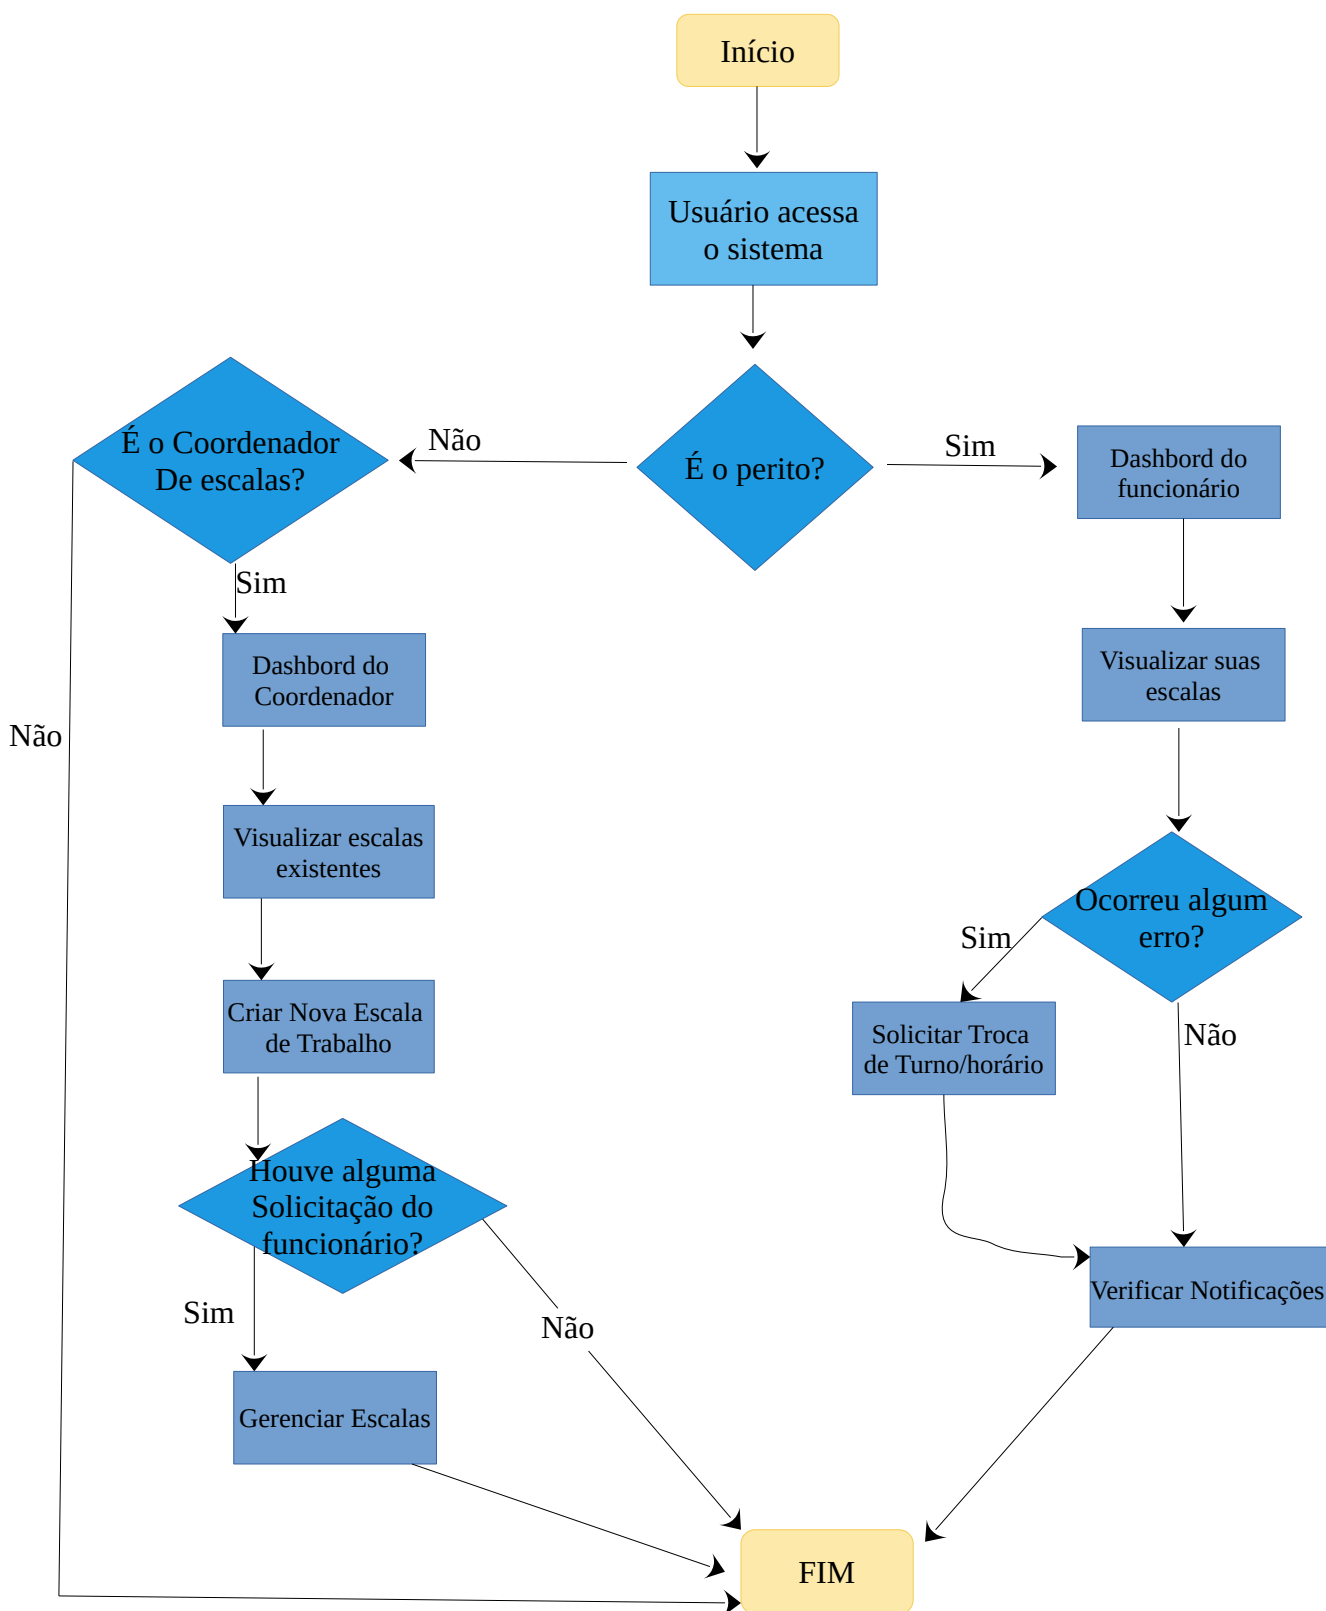 Início
Usuário acessa
o sistema
É o Coordenador
De escalas?
Não
É o perito?
Sim
Dashbord do
funcionário
Sim
Dashbord do
Coordenador
Visualizar suas
escalas
Não
Visualizar escalas
existentes
Ocorreu algum
erro?
Sim
Criar Nova Escala
de Trabalho
Solicitar Troca
de Turno/horário
Não
Houve alguma
Solicitação do
funcionário?
Sim
Não
Verificar Notificações
Gerenciar Escalas
FIM